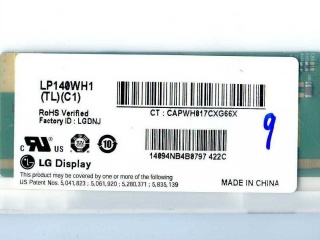 LP140WH1
(TL)(C1)
RoHS Verified
Factory ID : LGDNJ
CT : CAPWH017CXG66X
9
LG Display
14094NB4B0797 422C
This product may be covered by one or more of the following
US Patent Nos. 5,041,823 ; 5,061,920 ; 5,280,371 ; 5,835,139
MADE IN CHINA